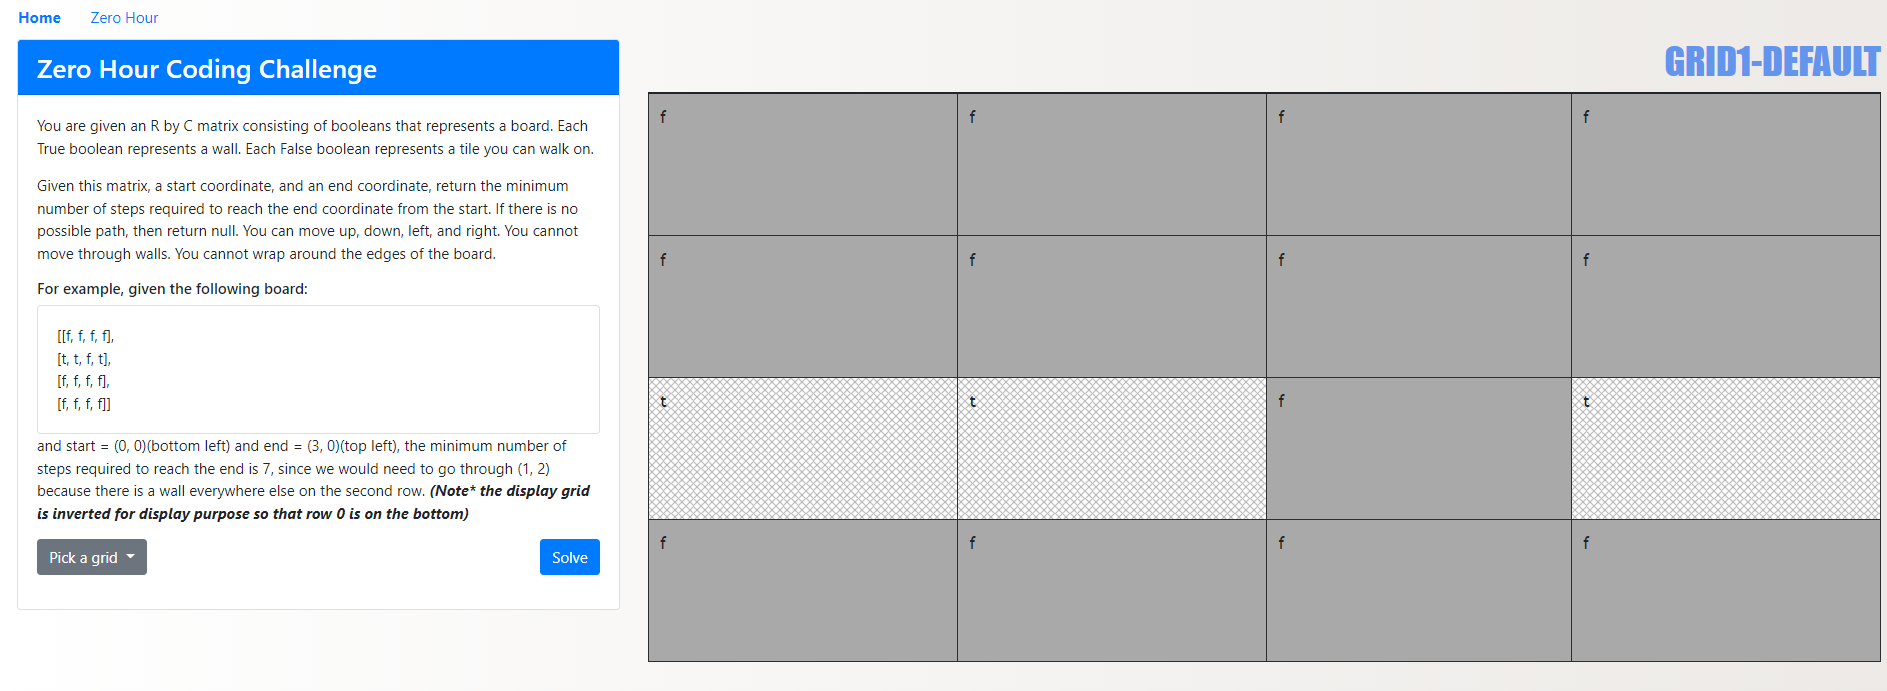 Home Zero Hour
Zero Hour Coding Challenge
You are given an R by C matrix consisting of booleans that represents a board. Each
True boolean represents a wall. Each False boolean represents a tile you can walk on.
Given this matrix, a start coordinate, and an end coordinate, return the minimum
number of steps required to reach the end coordinate from the start. If there is no
possible path, then return null. You can move up, down, left, and right. You cannot
move through walls. You cannot wrap around the edges of the board.
For example, given the following board:
[[f, f, f, f],
[t, t, f, t],
[f, f, f, f],
[f, f, f, f]]
and start = (0, 0)(bottom left) and end = (3, 0)(top left), the minimum number of
steps required to reach the end is 7, since we would need to go through (1, 2)
because there is a wall everywhere else on the second row. (Note* the display grid
is inverted for display purpose so that row 0 is on the bottom)
Pick a grid Solve
GRID1-DEFAULT
f f f f
f f f f
t t f t
f f f f